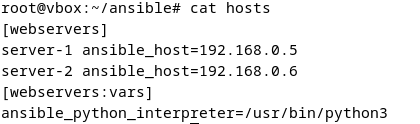 root@vbox:~/ansible# cat hosts
[webservers]
server-1 ansible_host=192.168.0.5
server-2 ansible_host=192.168.0.6
[webservers:vars]
ansible_python_interpreter=/usr/bin/python3